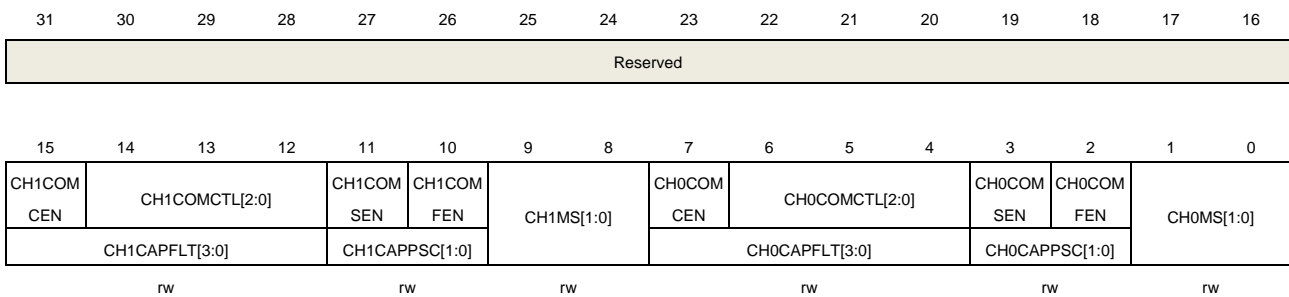 31 30 29 28 27 26 25 24 23 22 21 20 19 18 17 16
Reserved
15 14 13 12 11 10 9 8 7 6 5 4 3 2 1 0
CH1COM CEN CH1COMCTL[2:0] CH1COM SEN CH1COM FEN CH1MS[1:0] CH0COM CEN CH0COMCTL[2:0] CH0COM SEN CH0COM FEN CH0MS[1:0]
CH1CAPFLT[3:0] CH1CAPPSC[1:0] CH0CAPFLT[3:0] CH0CAPPSC[1:0]
rw rw rw rw rw rw